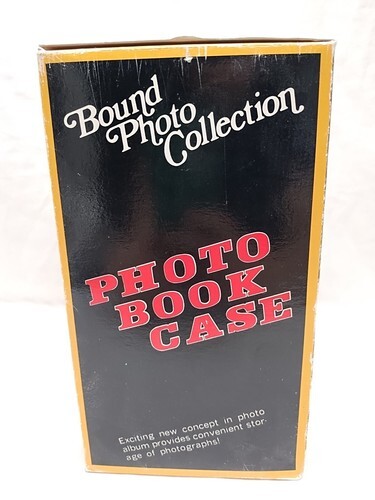 Bound
Photo
Collection
PHOTO
BOOK
CASE
Exciting new concept in photo
album provides convenient stor-
age of photographs!